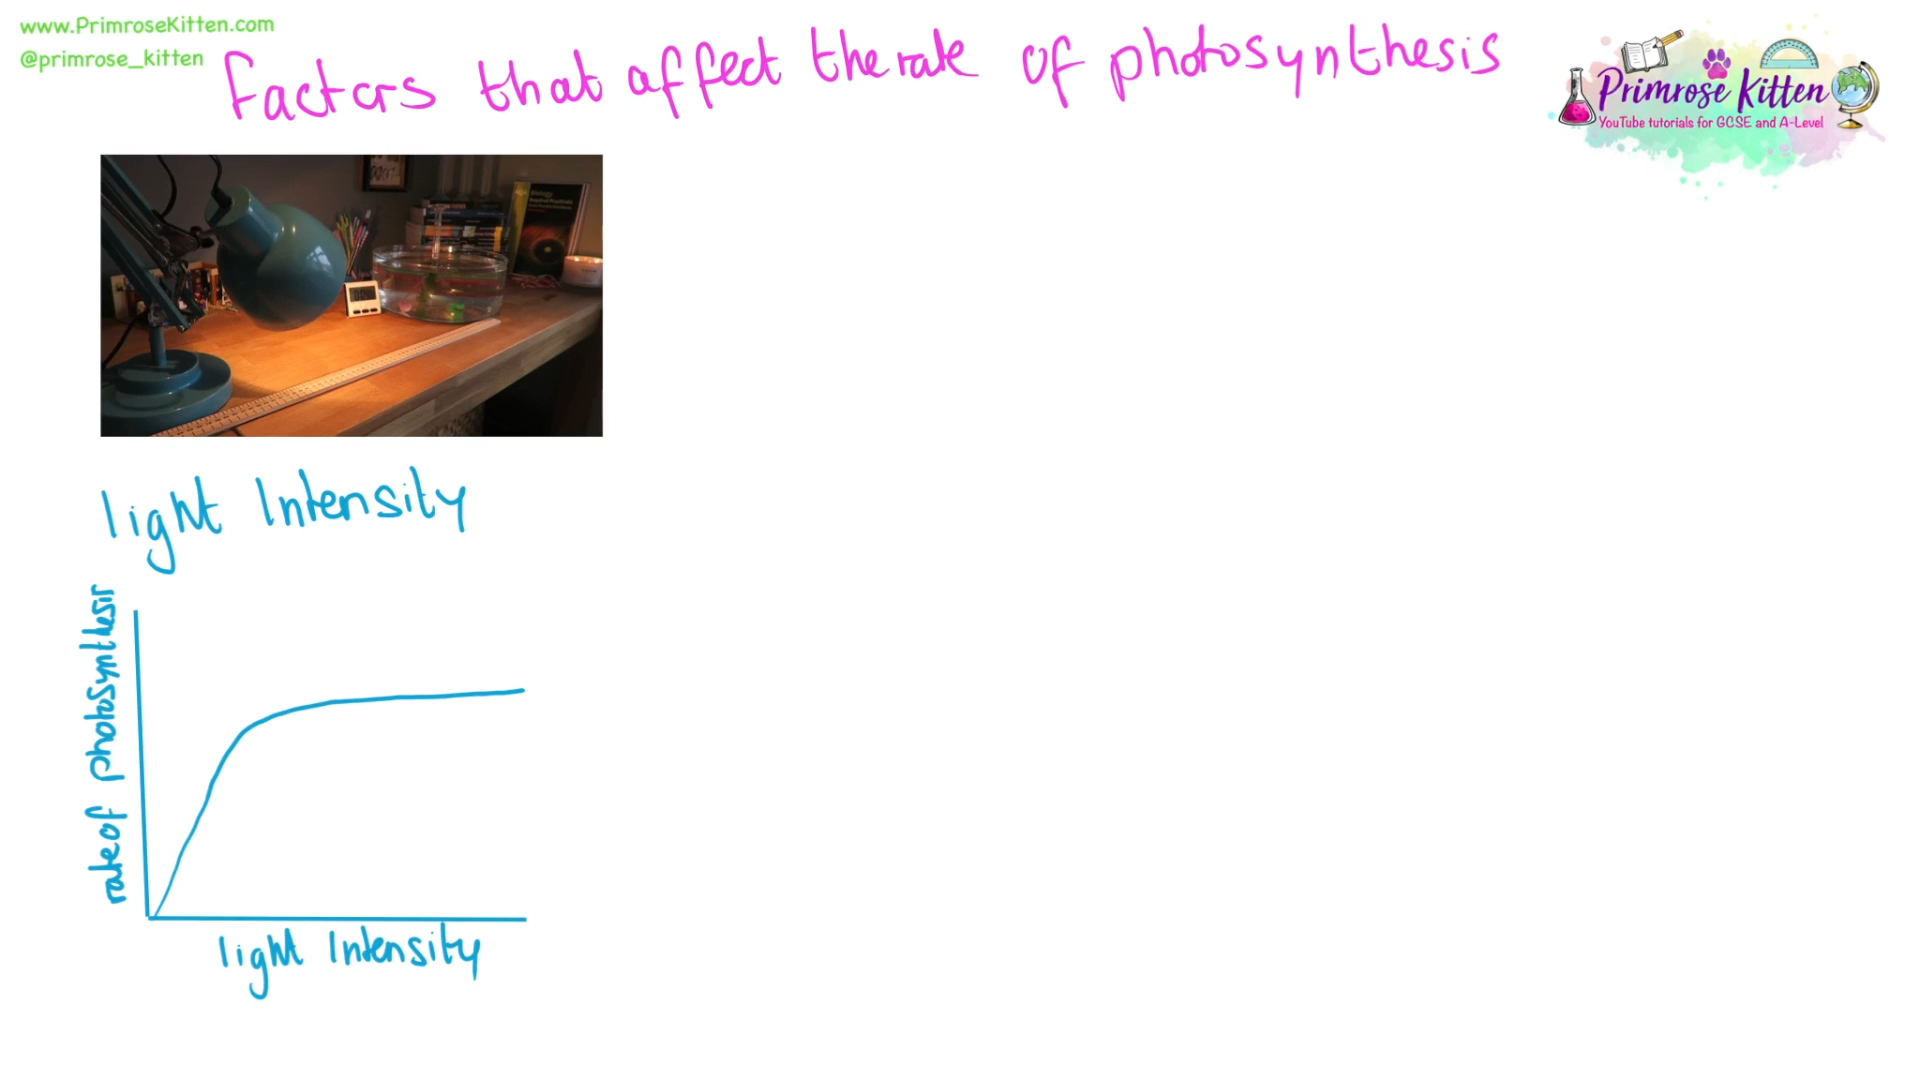 www.PrimroseKitten.com
@primrose_kitten
factors that affect the rate of photosynthesis
Primrose Kitten
YouTube tutorials for GCSE and A-Level
Biology
light Intensity
rate of photosynthesis
light Intensity